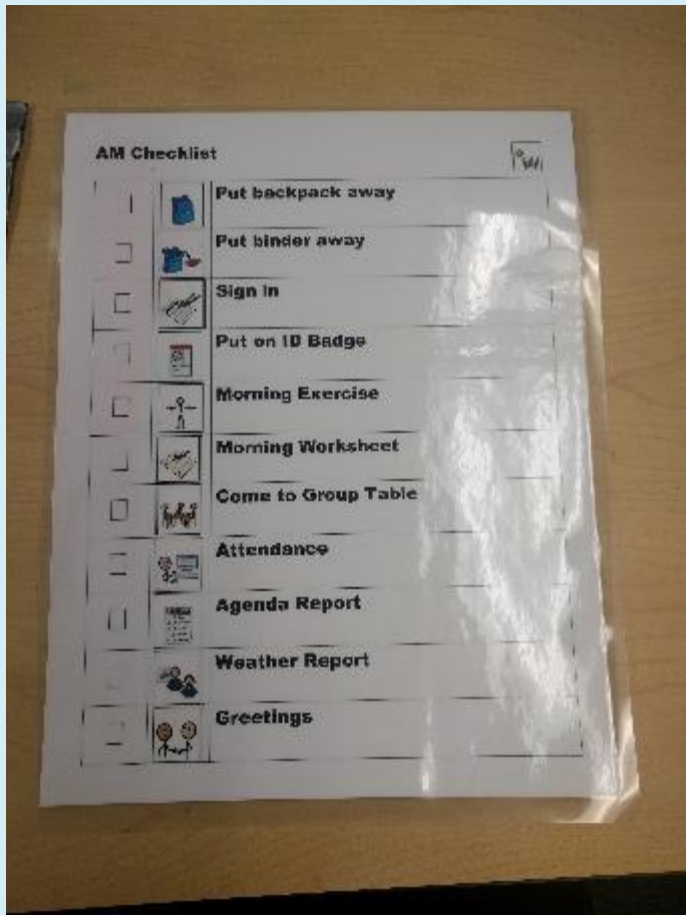 AM Checklist
Put backpack away
Put binder away
Sign In
Put on ID Badge
Morning Exercise
Morning Worksheet
Come to Group Table
Attendance
Agenda Report
Weather Report
Greetings